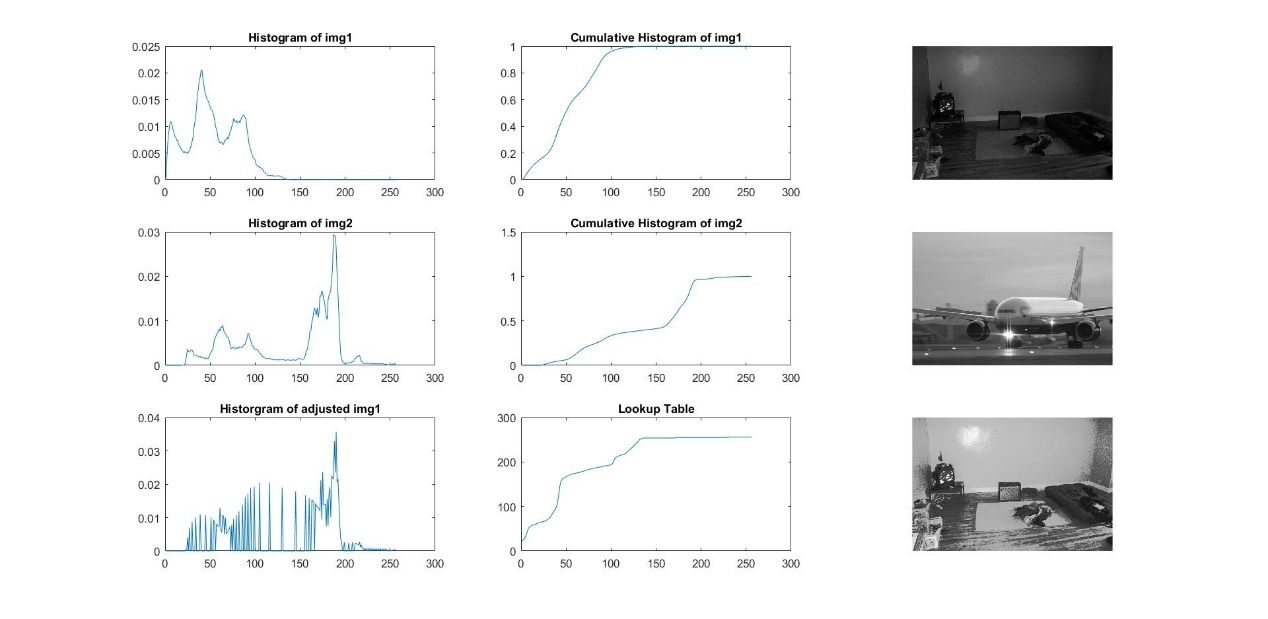 Histogram of img1
0.025
0.02
0.015
0.01
0.005
0
0 50 100 150 200 250 300
Cumulative Histogram of img1
1
0.8
0.6
0.4
0.2
0
0 50 100 150 200 250 300
Histogram of img2
0.03
0.02
0.01
0
0 50 100 150 200 250 300
Cumulative Histogram of img2
1.5
1
0.5
0
0 50 100 150 200 250 300
Historgram of adjusted img1
0.04
0.03
0.02
0.01
0
0 50 100 150 200 250 300
Lookup Table
300
200
100
0
0 50 100 150 200 250 300